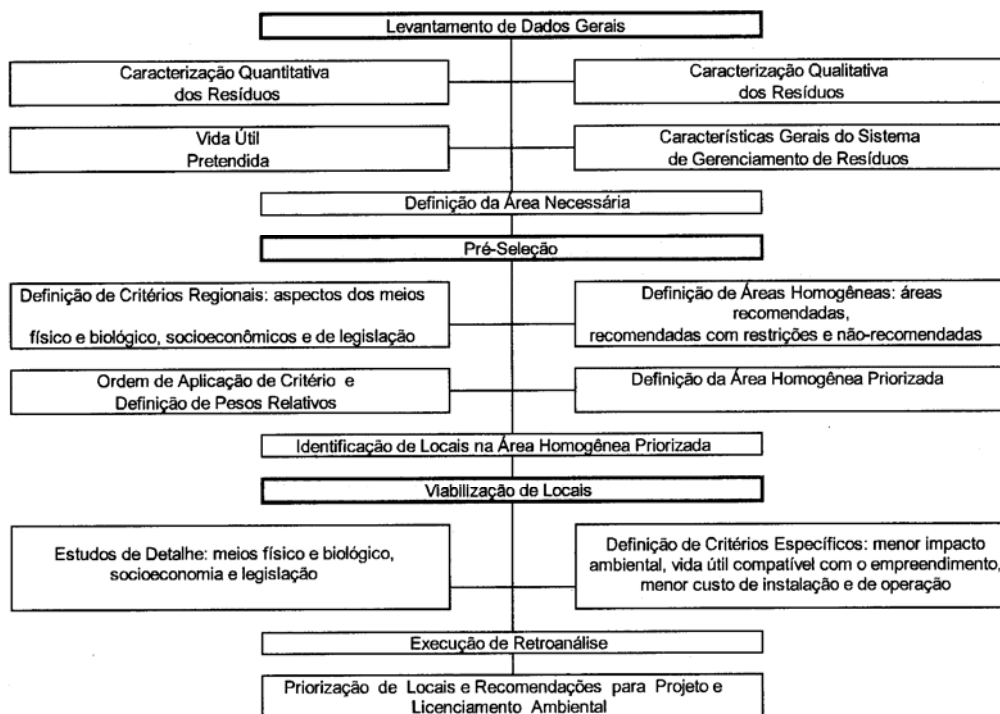 Levantamento de Dados Gerais
Caracterização Quantitativa
dos Resíduos
Caracterização Qualitativa
dos Resíduos
Vida Útil
Pretendida
Características Gerais do Sistema
de Gerenciamento de Resíduos
Definição da Área Necessária
Pré-Seleção
Definição de Critérios Regionais: aspectos dos meios
físico e biológico, socioeconômicos e de legislação
Definição de Áreas Homogêneas: áreas
recomendadas,
recomendadas com restrições e não-recomendadas
Ordem de Aplicação de Critério e
Definição de Pesos Relativos
Definição da Área Homogênea Priorizada
Identificação de Locais na Área Homogênea Priorizada
Viabilização de Locais
Estudos de Detalhe: meios físico e biológico,
socioeconomia e legislação
Definição de Critérios Específicos: menor impacto
ambiental, vida útil compatível com o empreendimento,
menor custo de instalação e de operação
Execução de Retroanálise
Priorização de Locais e Recomendações para Projeto e
Licenciamento Ambiental